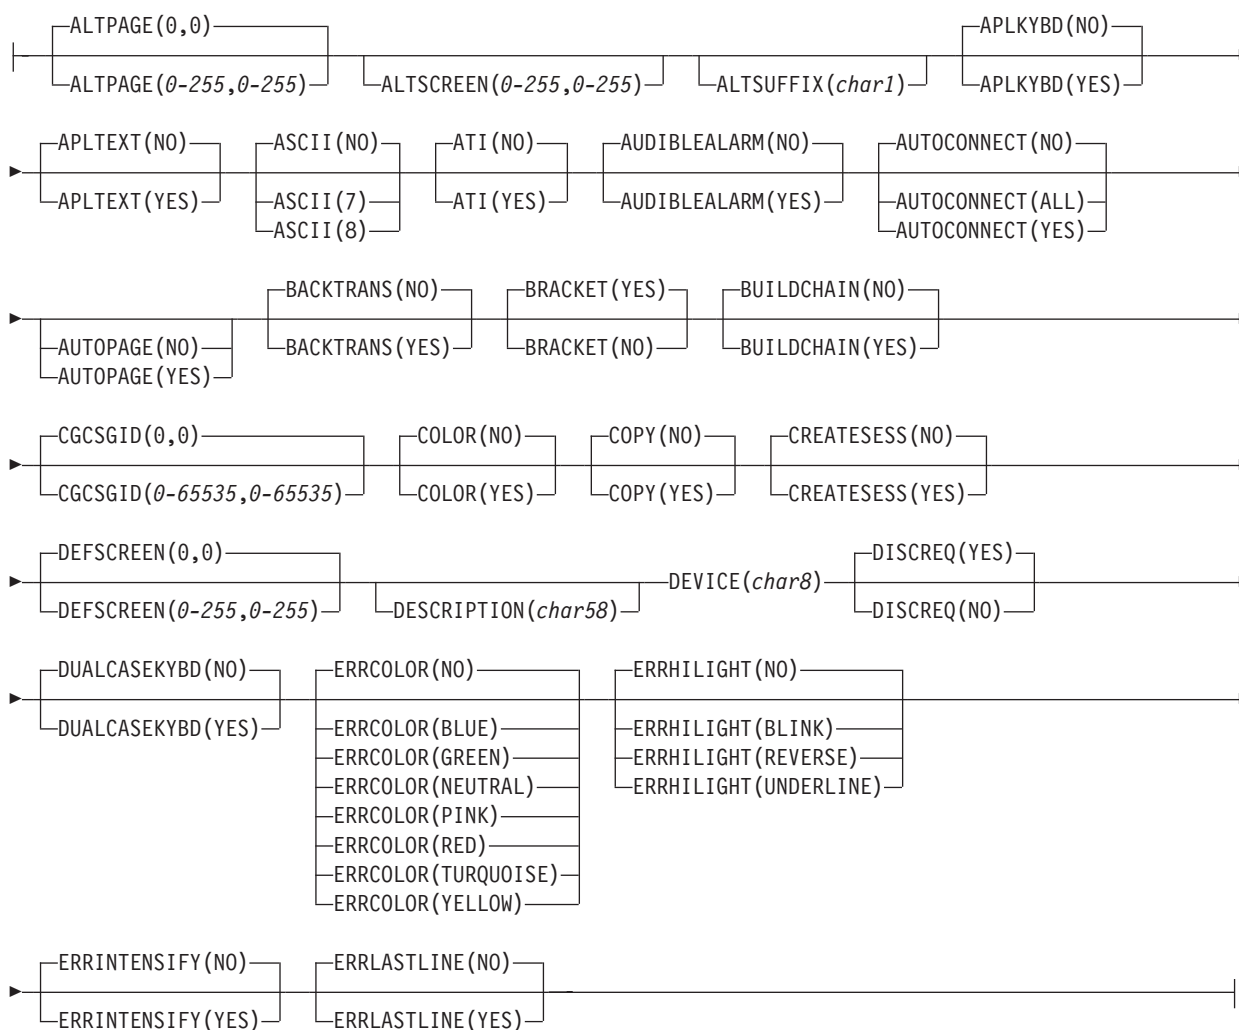 ALTPAGE(0,0) APLKYBD(NO)
ALTPAGE(0-255,0-255) ALTSCREEN(0-255,0-255) ALTSUFFIX(char1) APLKYBD(YES)
APLTEXT(NO) ASCII(NO) ATI(NO) AUDIBLEALARM(NO) AUTOCONNECT(NO)
APLTEXT(YES) ASCII(7) ATI(YES) AUDIBLEALARM(YES) AUTOCONNECT(ALL)
ASCII(8) AUTOCONNECT(YES)
BACKTRANS(NO) BRACKET(YES) BUILDCHAIN(NO)
AUTOPAGE(NO) BACKTRANS(YES) BRACKET(NO) BUILDCHAIN(YES)
AUTOPAGE(YES)
CGCSGID(0,0) COLOR(NO) COPY(NO) CREATESESS(NO)
CGCSGID(0-65535,0-65535) COLOR(YES) COPY(YES) CREATESESS(YES)
DEFSCREEN(0,0) DEVICE(char8) DISCREQ(YES)
DEFSCREEN(0-255,0-255) DESCRIPTION(char58) DISCREQ(NO)
DUALCASEKYBD(NO) ERRCOLOR(NO) ERRHILIGHT(NO)
DUALCASEKYBD(YES) ERRCOLOR(BLUE) ERRHILIGHT(BLINK)
ERRCOLOR(GREEN) ERRHILIGHT(REVERSE)
ERRCOLOR(NEUTRAL) ERRHILIGHT(UNDERLINE)
ERRCOLOR(PINK)
ERRCOLOR(RED)
ERRCOLOR(TURQUOISE)
ERRCOLOR(YELLOW)
ERRINTENSIFY(NO) ERRLASTLINE(NO)
ERRINTENSIFY(YES) ERRLASTLINE(YES)